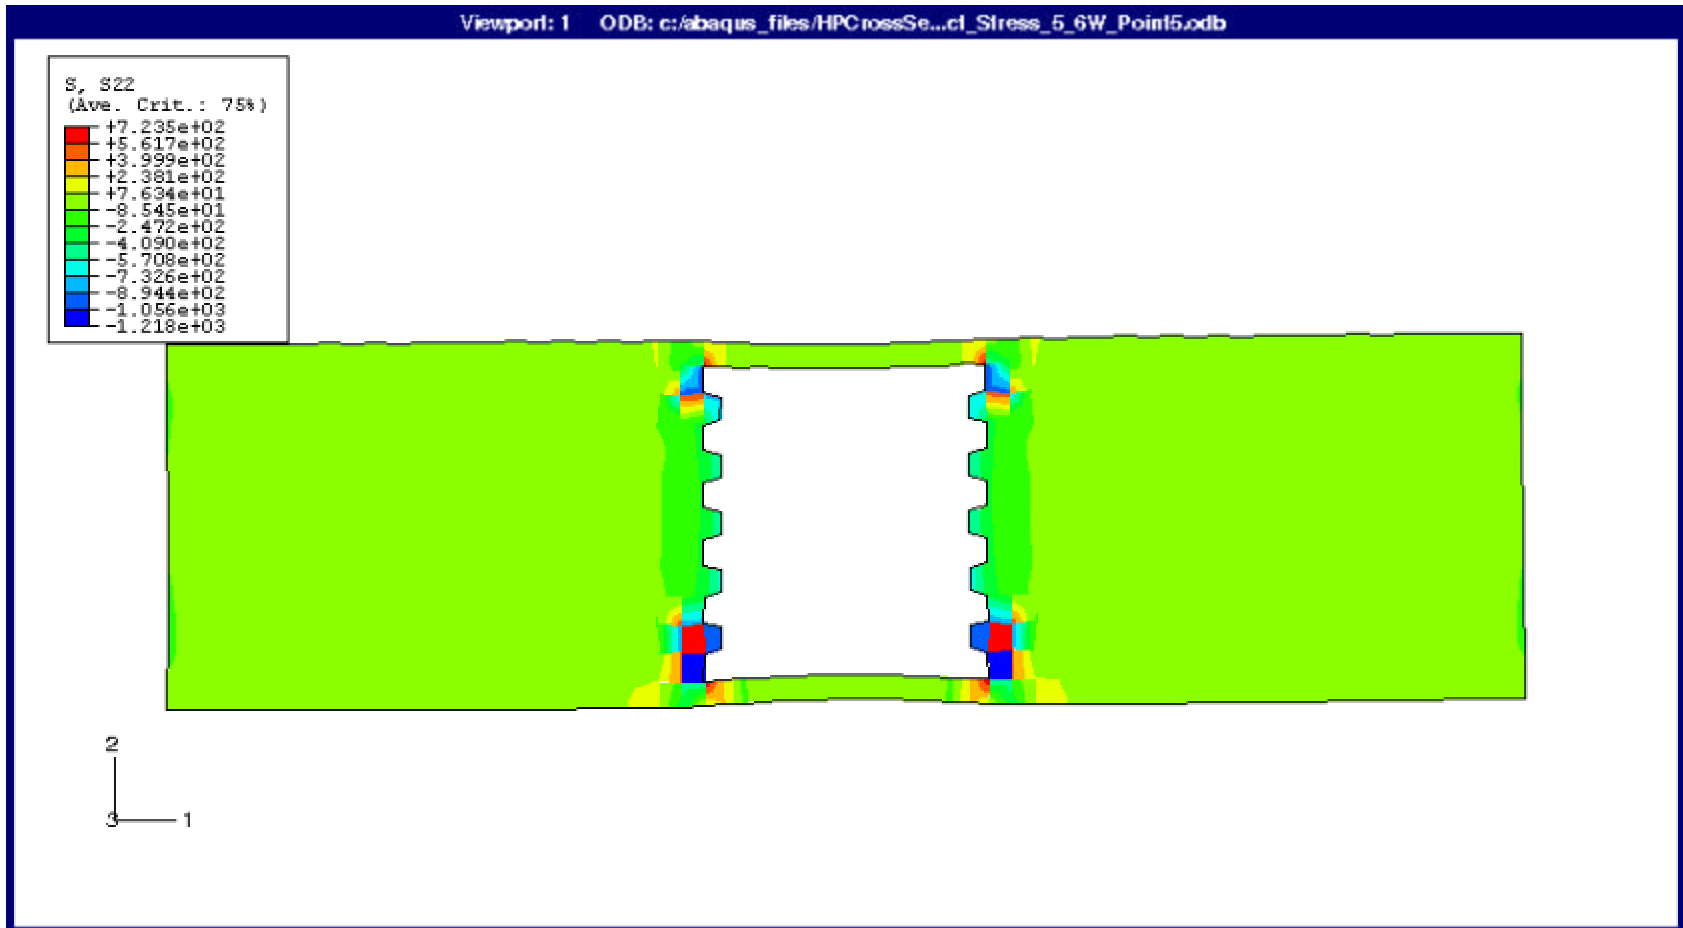 Viewport: 1 ODB: c:/abaqus_files/HPCrossSe...ct_Stress_5_6W_Point5.odb
S, S22
(Ave. Crit.: 75%)
+7.235e+02
+5.617e+02
+3.999e+02
+2.381e+02
+7.634e+01
-8.545e+01
-2.472e+02
-4.090e+02
-5.708e+02
-7.326e+02
-8.944e+02
-1.056e+03
-1.218e+03
2
3 1